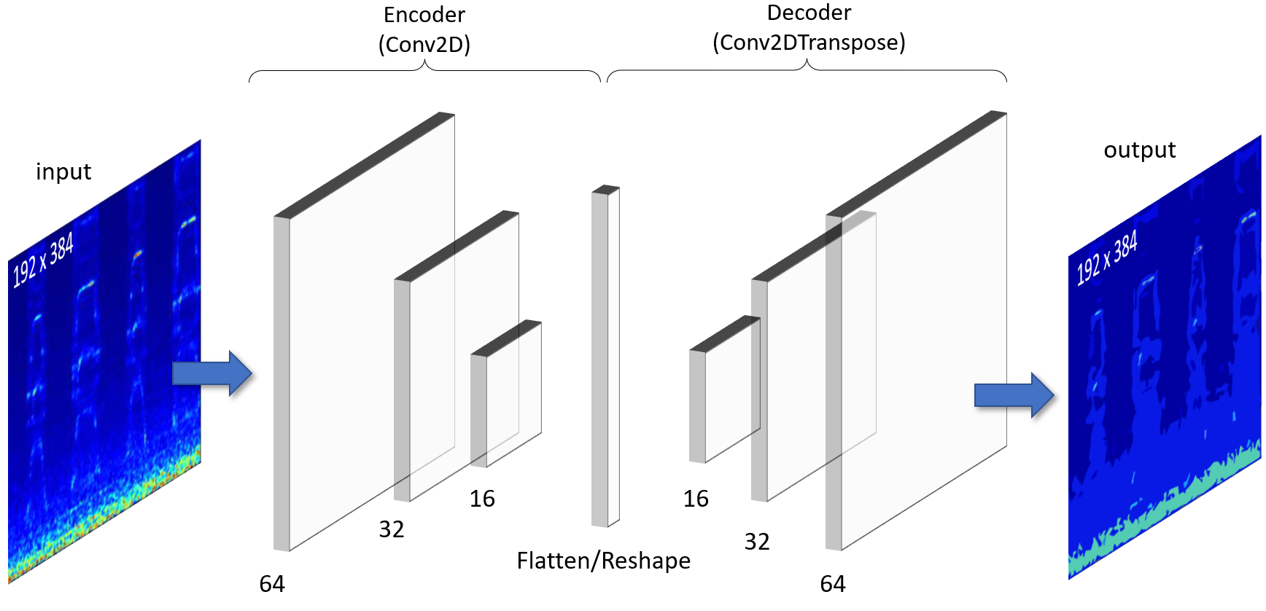 Encoder
(Conv2D)
Decoder
(Conv2DTranspose)
input
output
192 x 384
192 x 384
64
32
16
Flatten/Reshape
16
32
64